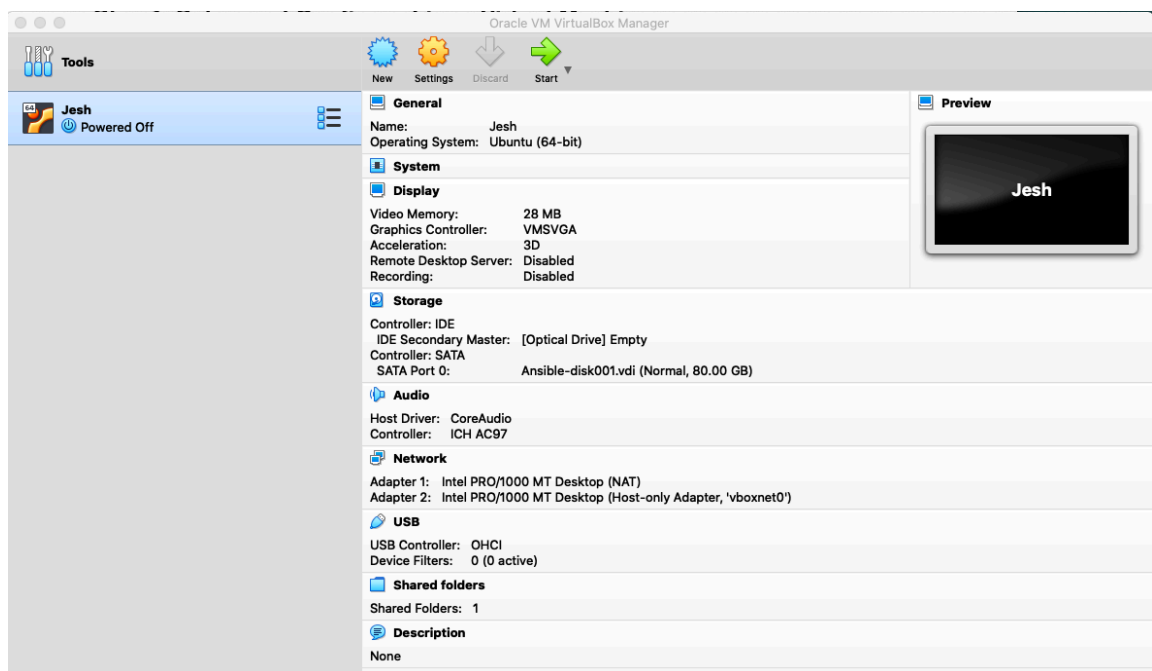 Oracle VM VirtualBox Manager
Tools
New Settings Discard Start
Jesh
Powered Off
64
General
Name: Jesh
Operating System: Ubuntu (64-bit)
System
Display
Video Memory: 28 MB
Graphics Controller: VMSVGA
Acceleration: 3D
Remote Desktop Server: Disabled
Recording: Disabled
Preview
Jesh
Storage
Controller: IDE
IDE Secondary Master: [Optical Drive] Empty
Controller: SATA
SATA Port 0: Ansible-disk001.vdi (Normal, 80.00 GB)
Audio
Host Driver: CoreAudio
Controller: ICH AC97
Network
Adapter 1: Intel PRO/1000 MT Desktop (NAT)
Adapter 2: Intel PRO/1000 MT Desktop (Host-only Adapter, 'vboxnet0')
USB
USB Controller: OHCI
Device Filters: 0 (0 active)
Shared folders
Shared Folders: 1
Description
None